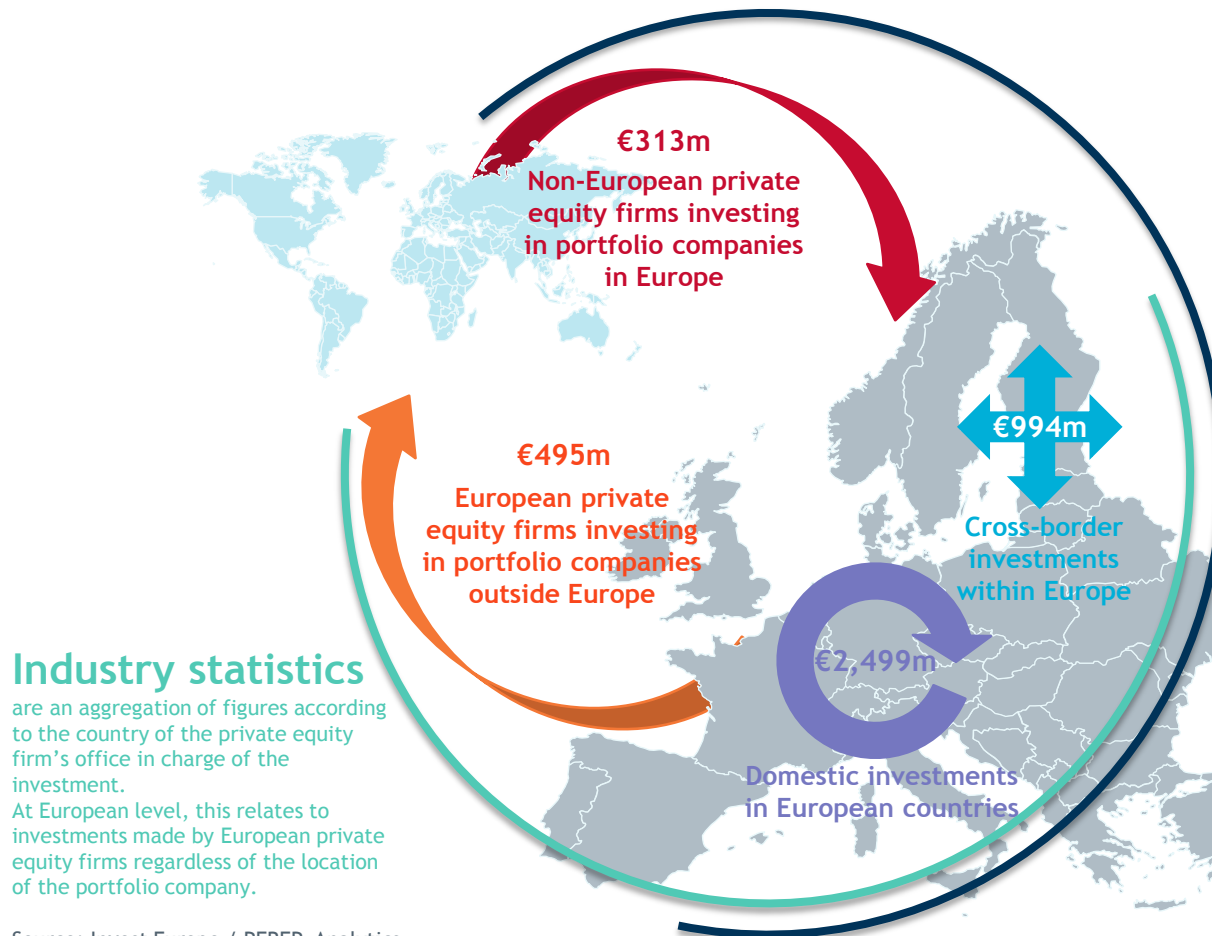 €313m
Non-European private
equity firms investing
in portfolio companies
in Europe
€994m
Cross-border
investments
within Europe
€495m
European private
equity firms investing
in portfolio companies
outside Europe
€2,499m
Domestic investments
in European countries
Industry statistics
are an aggregation of figures according
to the country of the private equity
firm’s office in charge of the
investment.
At European level, this relates to
investments made by European private
equity firms regardless of the location
of the portfolio company.
Source: Invest Europe / PEREP_Analytics